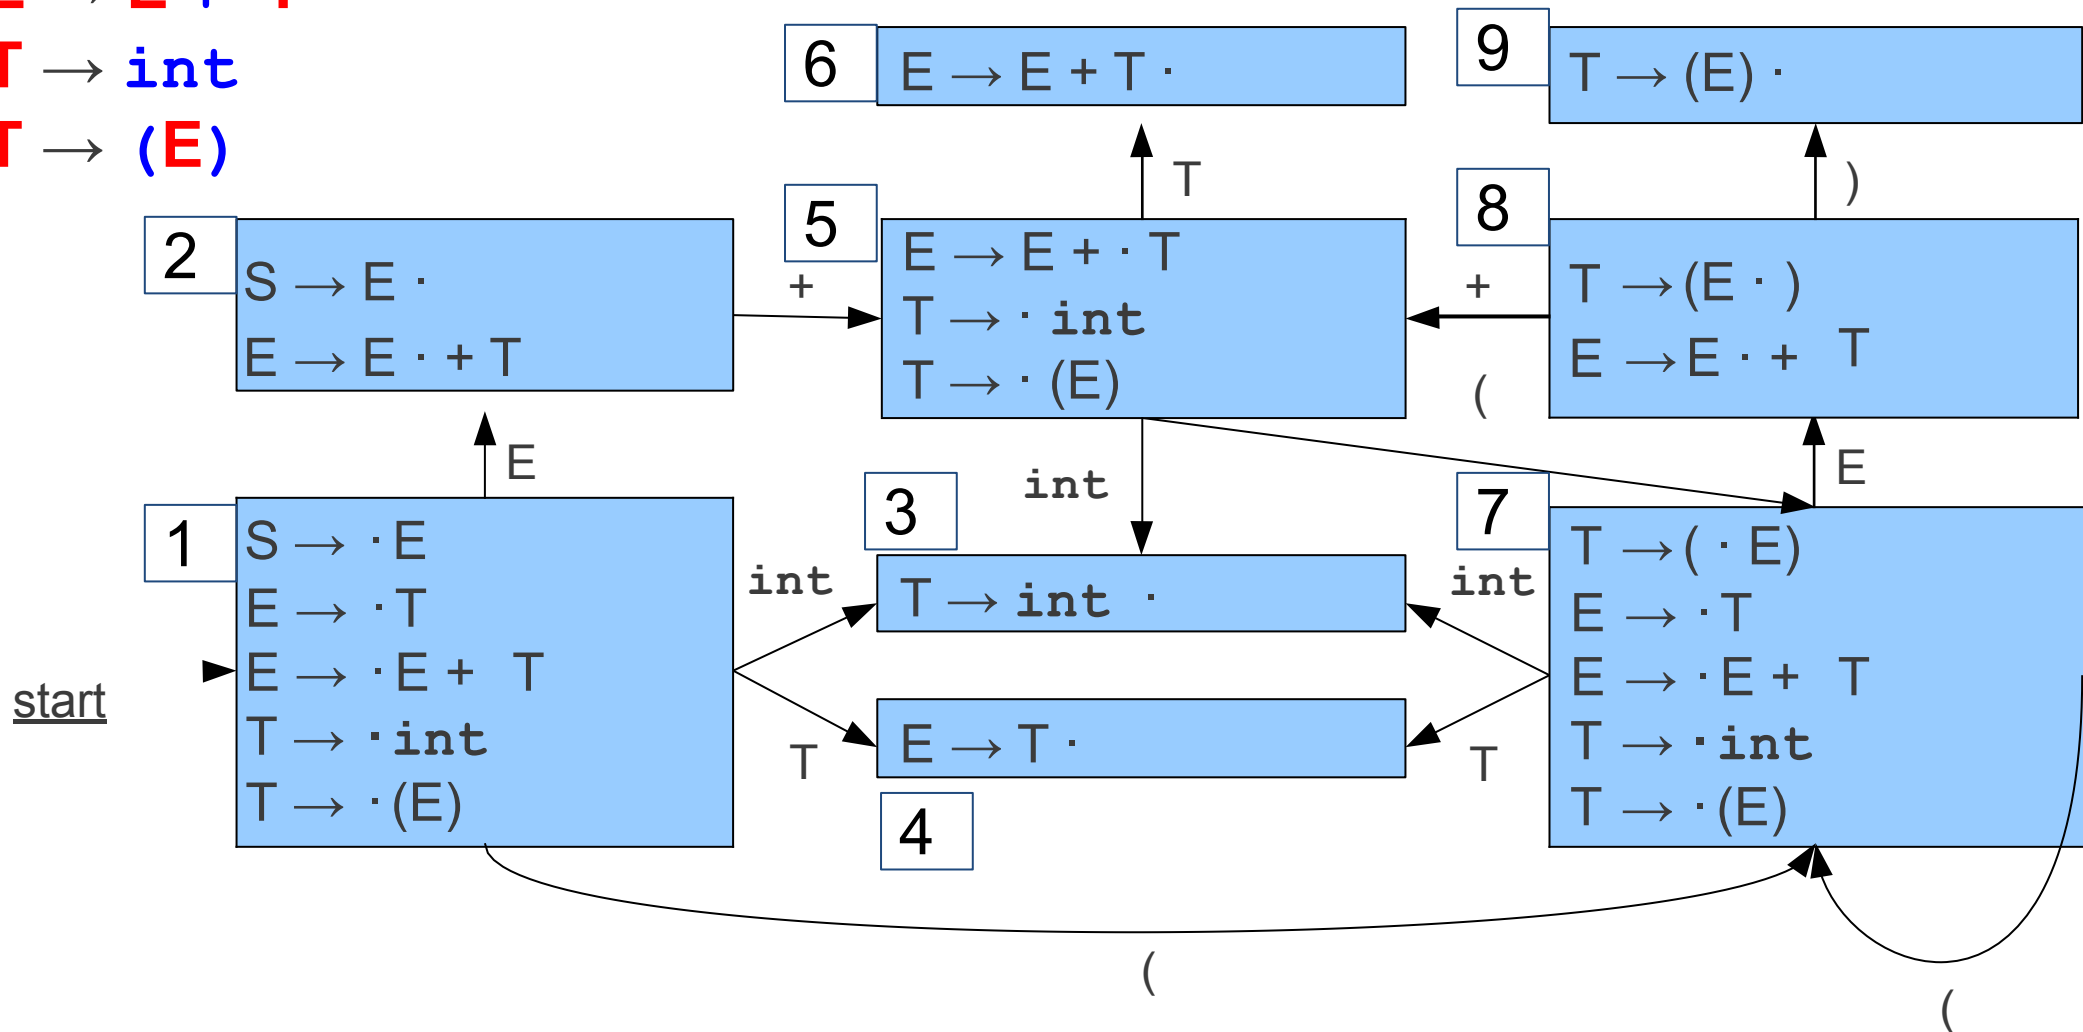 E → E + T
T → int
T → (E)
6
E → E + T ·
9
T → (E) ·
T
)
2
S → E ·
E → E · + T
+
5
E → E + · T
T → · int
T → · (E)
+
(
8
T → (E · )
E → E · + T
E
int
E
1
S → · E
E → · T
E → · E + T
T → · int
T → · (E)
start
int
T
3
T → int ·
E → T ·
4
int
T
7
T → ( · E)
E → · T
E → · E + T
T → · int
T → · (E)
(
(